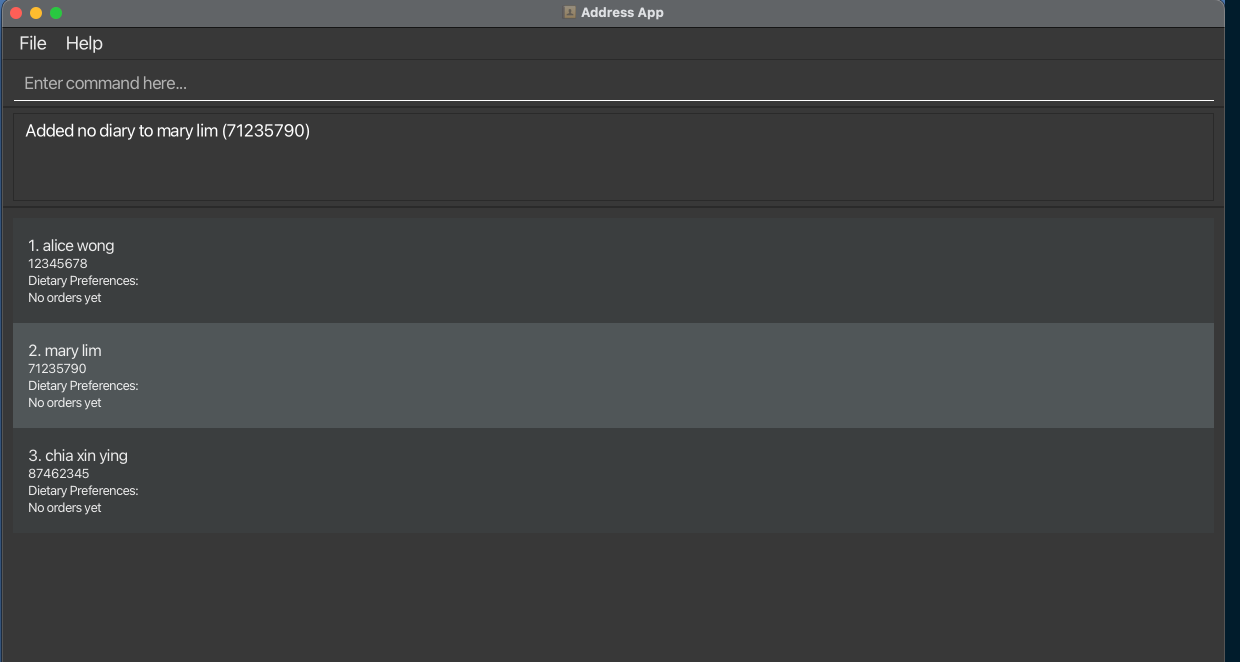 Address App
File Help
Enter command here...
Added no diary to mary lim (71235790)
1. alice wong
12345678
Dietary Preferences:
No orders yet
2. mary lim
71235790
Dietary Preferences:
No orders yet
3. chia xin ying
87462345
Dietary Preferences:
No orders yet